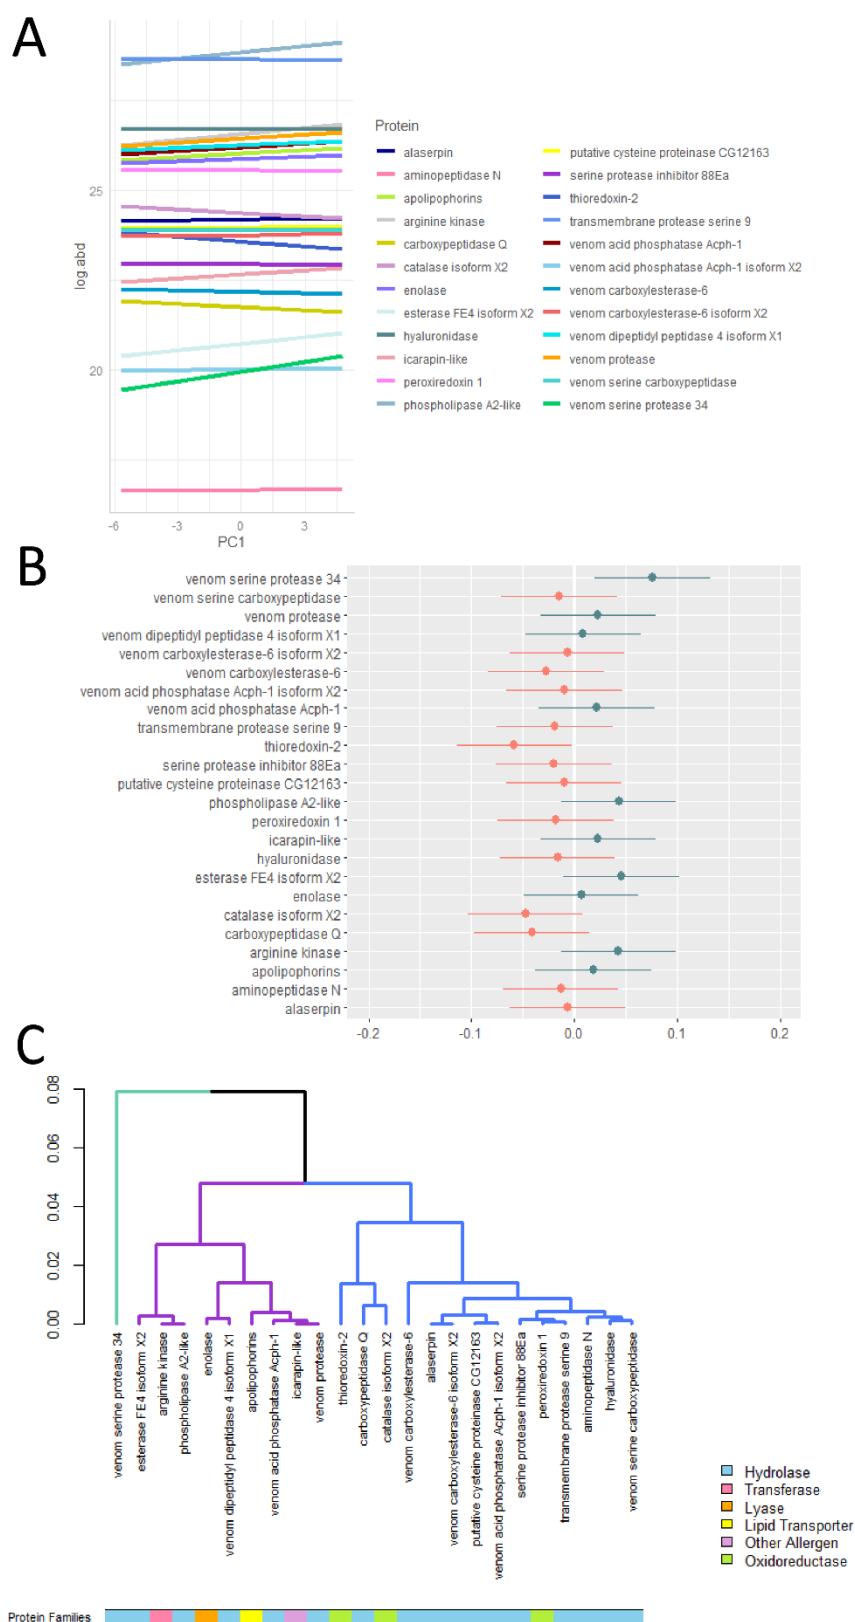 A
Protein
alaserpin
aminopeptidase N
apolipophorins
arginine kinase
carboxypeptidase Q
catalase isoform X2
enolase
esterase FE4 isoform X2
hyaluronidase
icarapin-like
peroxiredoxin 1
phospholipase A2-like
putative cysteine proteinase CG12163
serine protease inhibitor 88Ea
thioredoxin-2
transmembrane protease serine 9
venom acid phosphatase Acph-1
venom acid phosphatase Acph-1 isoform X2
venom carboxylesterase-6
venom carboxylesterase-6 isoform X2
venom dipeptidyl peptidase 4 isoform X1
venom protease
venom serine carboxypeptidase
venom serine protease 34
log.abd
25
20
-6 -3 0 3
PC1
B
venom serine protease 34
venom serine carboxypeptidase
venom protease
venom dipeptidyl peptidase 4 isoform X1
venom carboxylesterase-6 isoform X2
venom carboxylesterase-6
venom acid phosphatase Acph-1 isoform X2
venom acid phosphatase Acph-1
transmembrane protease serine 9
thioredoxin-2
serine protease inhibitor 88Ea
putative cysteine proteinase CG12163
phospholipase A2-like
peroxiredoxin 1
icarapin-like
hyaluronidase
esterase FE4 isoform X2
enolase
catalase isoform X2
carboxypeptidase Q
arginine kinase
apolipophorins
aminopeptidase N
alaserpin
-0.2 -0.1 0.0 0.1 0.2
C
0.08
0.06
0.04
0.02
0.00
venom serine protease 34
esterase FE4 isoform X2
arginine kinase
phospholipase A2-like
enolase
venom dipeptidyl peptidase 4 isoform X1
apolipophorins
venom acid phosphatase Acph-1
icarapin-like
venom protease
thioredoxin-2
carboxypeptidase Q
catalase isoform X2
venom carboxylesterase-6
alaserpin
venom carboxylesterase-6 isoform X2
putative cysteine proteinase CG12163
venom acid phosphatase Acph-1 isoform X2
serine protease inhibitor 88Ea
peroxiredoxin 1
transmembrane protease serine 9
aminopeptidase N
hyaluronidase
venom serine carboxypeptidase
Hydrolase
Transferase
Lyase
Lipid Transporter
Other Allergen
Oxidoreductase
Protein Families